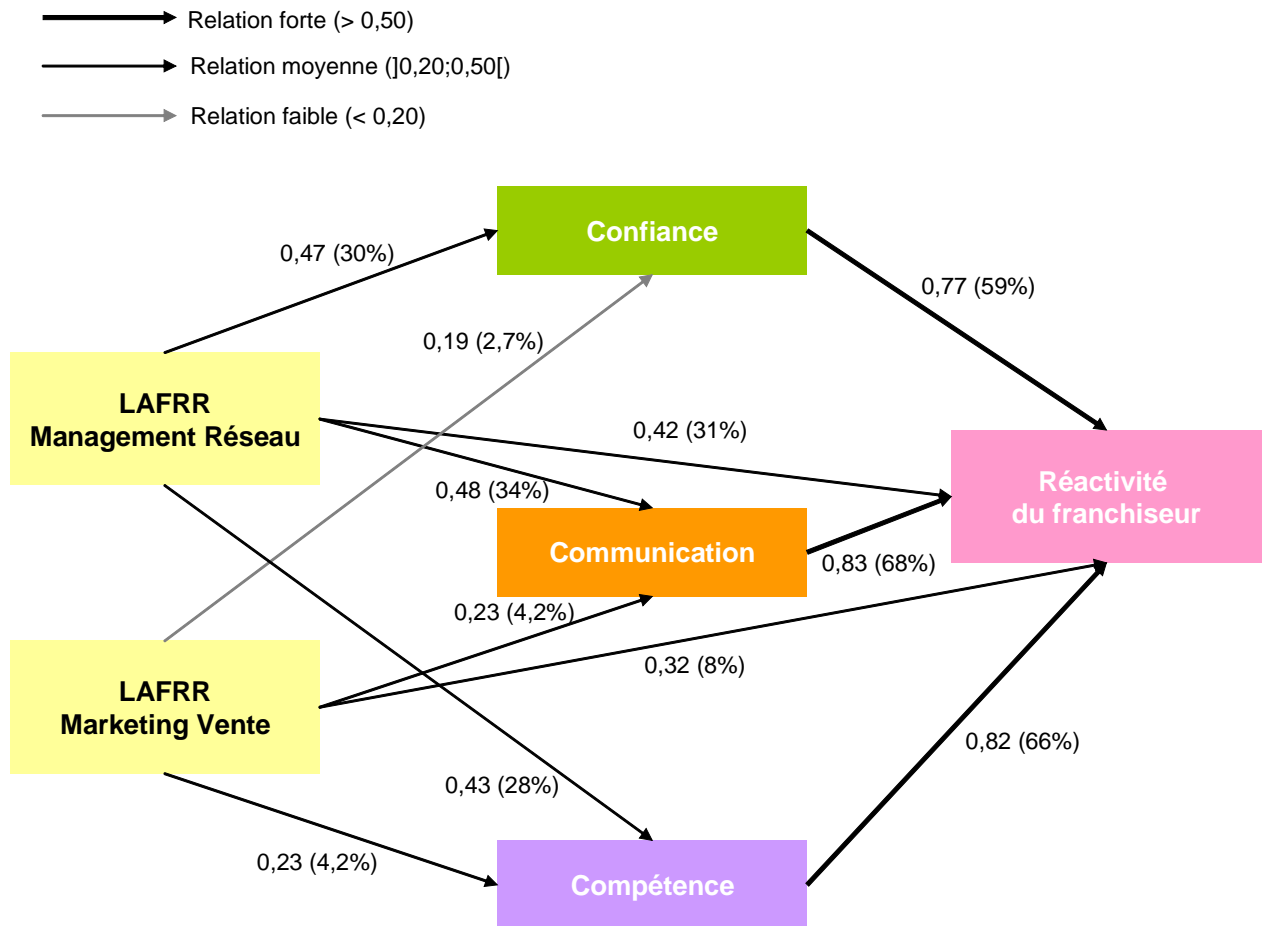 Relation forte (> 0,50)
Relation moyenne (]0,20;0,50[)
Relation faible (< 0,20)
Confiance
0,47 (30%)
0,77 (59%)
0,19 (2,7%)
LAFRR
Management Réseau
0,42 (31%)
0,48 (34%)
Réactivité
du franchiseur
Communication
0,83 (68%)
0,23 (4,2%)
0,32 (8%)
LAFRR
Marketing Vente
0,82 (66%)
0,43 (28%)
0,23 (4,2%)
Compétence